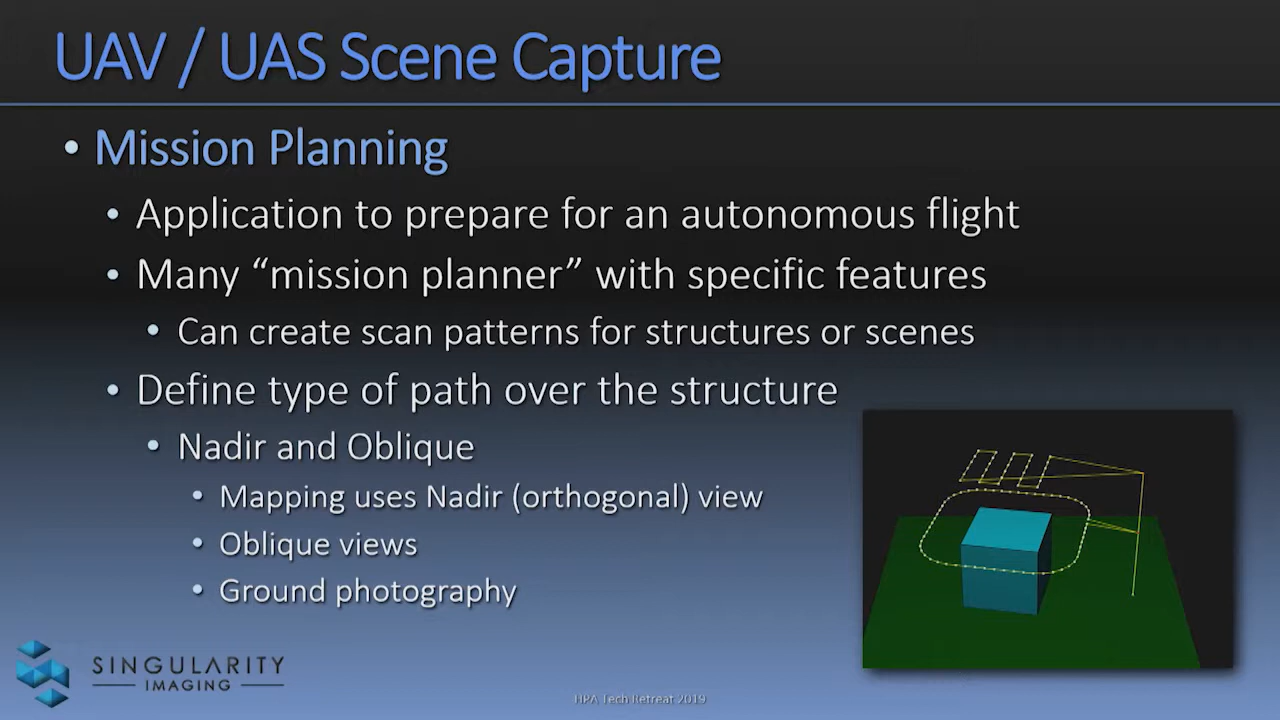 UAV / UAS Scene Capture
• Mission Planning
• Application to prepare for an autonomous flight
• Many “mission planner” with specific features
• Can create scan patterns for structures or scenes
• Define type of path over the structure
• Nadir and Oblique
• Mapping uses Nadir (orthogonal) view
• Oblique views
• Ground photography
SINGULARITY
IMAGING
HPA Tech Retreat 2019